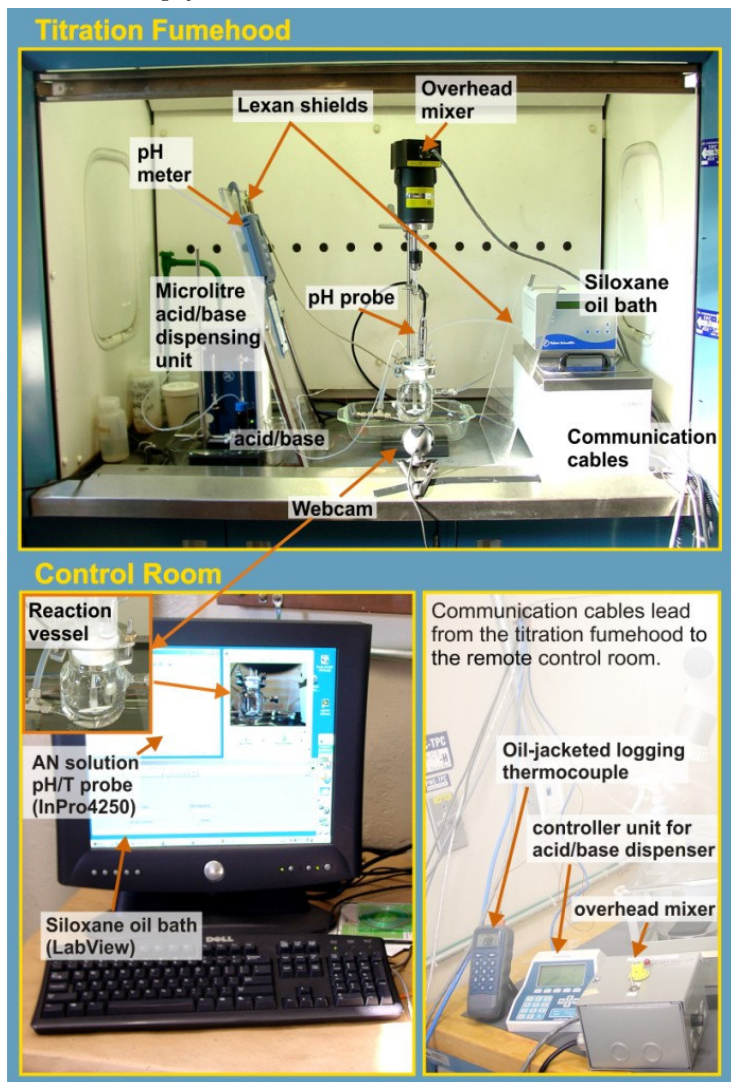 Titration Fumehood
Overhead
mixer
Lexan shields
pH
meter
Siloxane
oil bath
pH probe
Microlitre
acid/base
dispensing
unit
acid/base
Communication
cables
Webcam
Control Room
Reaction
vessel
Communication cables lead
from the titration fumehood to
the remote control room.
Oil-jacketed logging
thermocouple
AN solution
pH/T probe
(InPro4250)
controller unit for
acid/base dispenser
overhead mixer
Siloxane oil bath
(LabView)
DELL